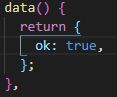 data() {
  return {
    ok: true,
  };
},